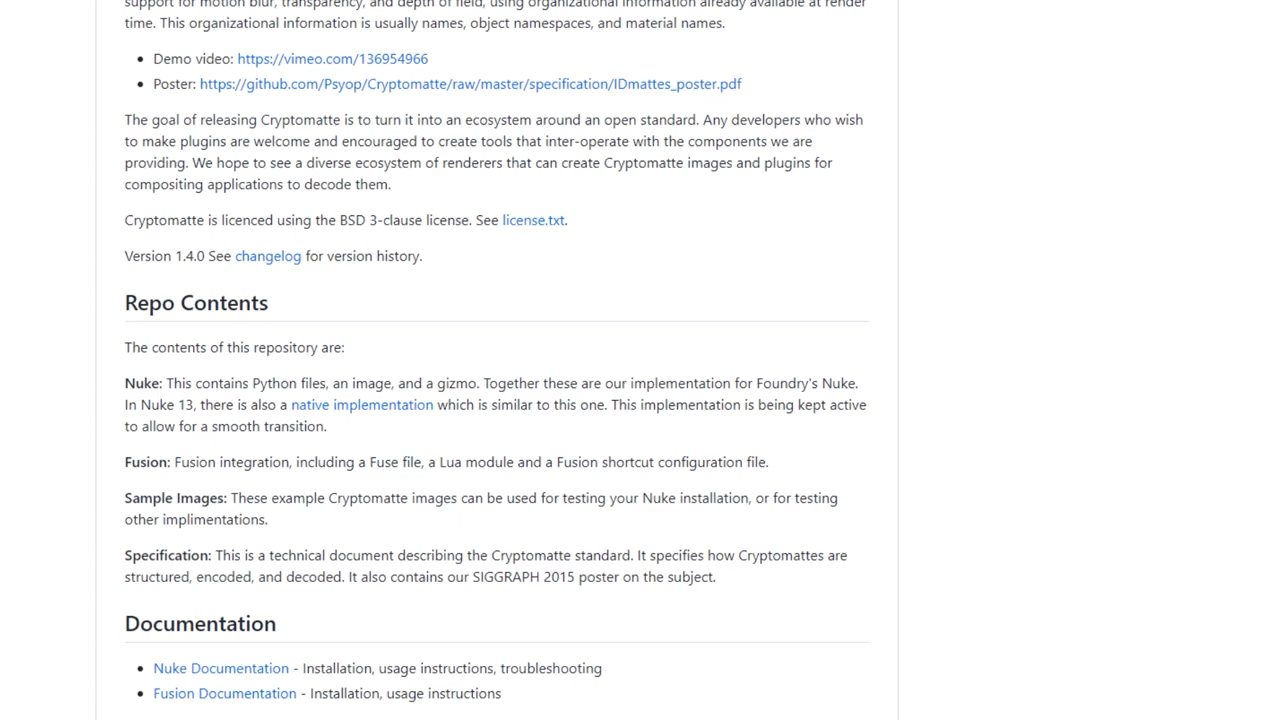 support for motion blur, transparency, and depth of field, using organizational information already available at render
time. This organizational information is usually names, object namespaces, and material names.
Demo video: https://vimeo.com/136954966
Poster: https://github.com/Psyop/Cryptomatte/raw/master/specification/IDmattes_poster.pdf
The goal of releasing Cryptomatte is to turn it into an ecosystem around an open standard. Any developers who wish
to make plugins are welcome and encouraged to create tools that inter-operate with the components we are
providing. We hope to see a diverse ecosystem of renderers that can create Cryptomatte images and plugins for
compositing applications to decode them.
Cryptomatte is licenced using the BSD 3-clause license. See license.txt.
Version 1.4.0 See changelog for version history.
Repo Contents
The contents of this repository are:
Nuke: This contains Python files, an image, and a gizmo. Together these are our implementation for Foundry's Nuke.
In Nuke 13, there is also a native implementation which is similar to this one. This implementation is being kept active
to allow for a smooth transition.
Fusion: Fusion integration, including a Fuse file, a Lua module and a Fusion shortcut configuration file.
Sample Images: These example Cryptomatte images can be used for testing your Nuke installation, or for testing
other implimentations.
Specification: This is a technical document describing the Cryptomatte standard. It specifies how Cryptomattes are
structured, encoded, and decoded. It also contains our SIGGRAPH 2015 poster on the subject.
Documentation
Nuke Documentation - Installation, usage instructions, troubleshooting
Fusion Documentation - Installation, usage instructions